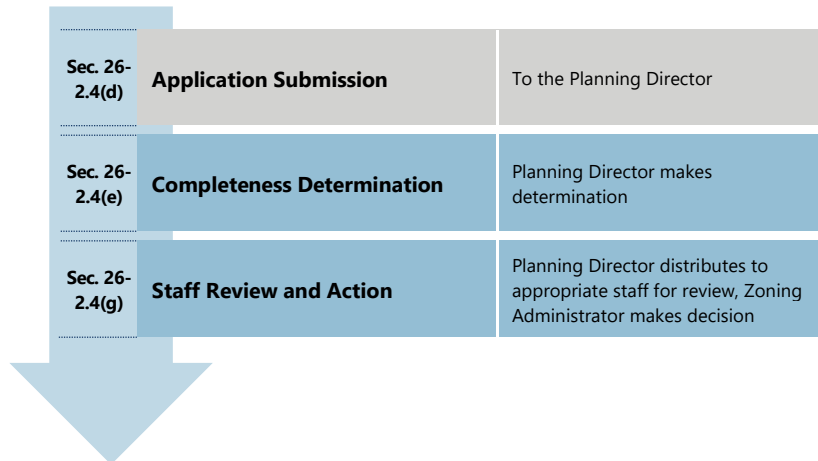 Sec. 26-
2.4(d)
Application Submission
To the Planning Director
Sec. 26-
2.4(e)
Completeness Determination
Planning Director makes
determination
Sec. 26-
2.4(g)
Staff Review and Action
Planning Director distributes to
appropriate staff for review, Zoning
Administrator makes decision